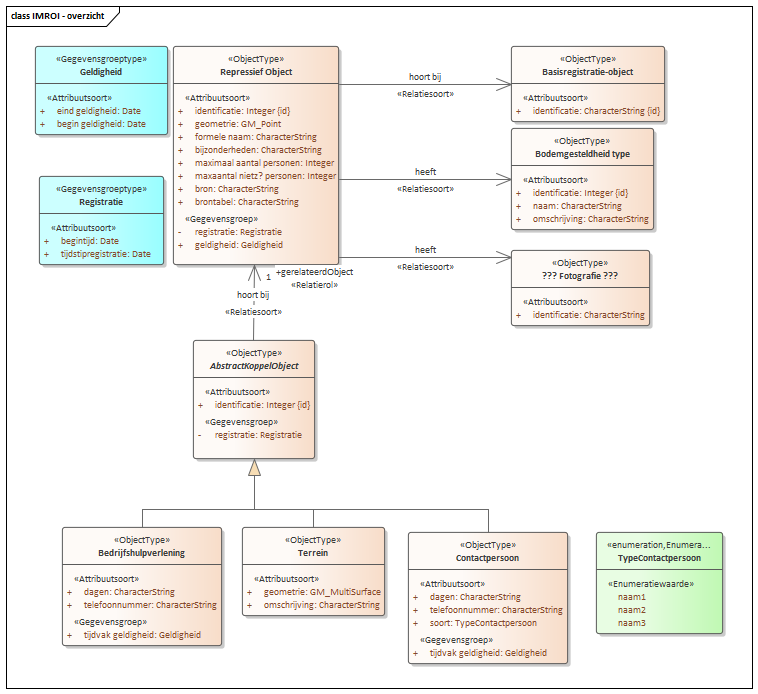 class IMROI - overzicht
«Gegevensgroeptype»
Geldigheid
«Attribuutsoort»
+ eind geldigheid: Date
+ begin geldigheid: Date
«Gegevensgroeptype»
Registratie
«Attribuutsoort»
+ begintijd: Date
+ tijdstipregistratie: Date
«ObjectType»
Repressief Object
«Attribuutsoort»
+ identificatie: Integer {id}
+ geometrie: GM_Point
+ formele naam: CharacterString
+ bijzonderheden: CharacterString
+ maximaal aantal personen: Integer
+ maxaantal nietz? personen: Integer
+ bron: CharacterString
+ brontabel: CharacterString
«Gegevensgroep»
- registratie: Registratie
+ geldigheid: Geldigheid
hoort bij
«Relatiesoort»
«ObjectType»
Basisregistratie-object
«Attribuutsoort»
+ identificatie: CharacterString {id}
heeft
«Relatiesoort»
«ObjectType»
Bodemgesteldheid type
«Attribuutsoort»
+ identificatie: Integer {id}
+ naam: CharacterString
+ omschrijving: CharacterString
heeft
«Relatiesoort»
«ObjectType»
??? Fotografie ???
«Attribuutsoort»
+ identificatie: CharacterString
1
+gerelateerdObject
«Relatierol»
hoort bij
«Relatiesoort»
«ObjectType»
AbstractKoppelObject
«Attribuutsoort»
+ identificatie: Integer {id}
«Gegevensgroep»
- registratie: Registratie
«ObjectType»
Bedrijfshulpverlening
«Attribuutsoort»
+ dagen: CharacterString
+ telefoonnummer: CharacterString
«Gegevensgroep»
+ tijdvak geldigheid: Geldigheid
«ObjectType»
Terrein
«Attribuutsoort»
+ geometrie: GM_MultiSurface
+ omschrijving: CharacterString
«ObjectType»
Contactpersoon
«Attribuutsoort»
+ dagen: CharacterString
+ telefoonnummer: CharacterString
+ soort: TypeContactpersoon
«Gegevensgroep»
+ tijdvak geldigheid: Geldigheid
«enumeration,Enumera...
TypeContactpersoon
«Enumeratiewaarde»
naam1
naam2
naam3